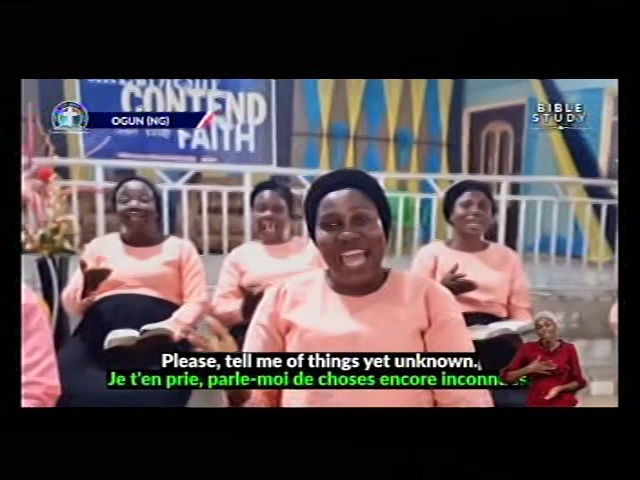 OGUN (NG)
CONTEND
FAITH
BIBLE
STUDY
Please, tell me of things yet unknown.
Je t'en prie, parle-moi de choses encore inconnues